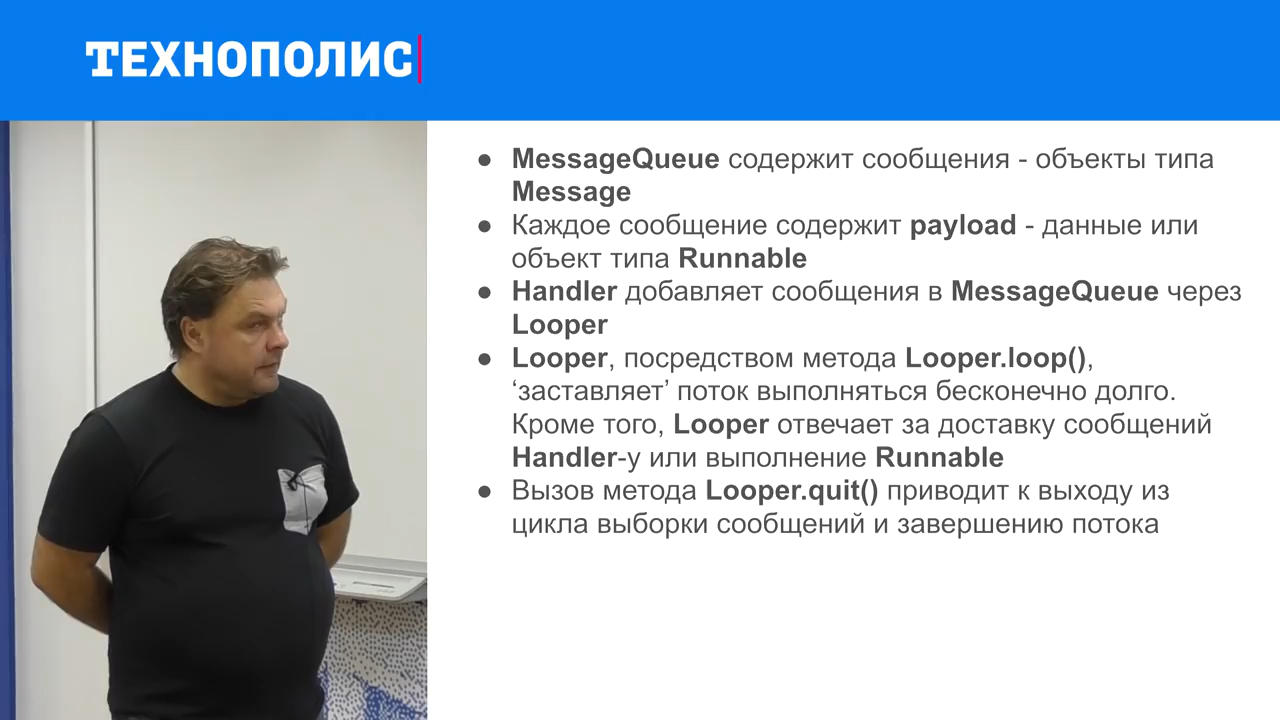 ТЕХНОПОЛИС
● MessageQueue содержит сообщения - объекты типа
Message
● Каждое сообщение содержит payload - данные или
объект типа Runnable
● Handler добавляет сообщения в MessageQueue через
Looper
● Looper, посредством метода Looper.loop(),
‘заставляет’ поток выполняться бесконечно долго.
Кроме того, Looper отвечает за доставку сообщений
Handler-у или выполнение Runnable
● Вызов метода Looper.quit() приводит к выходу из
цикла выборки сообщений и завершению потока